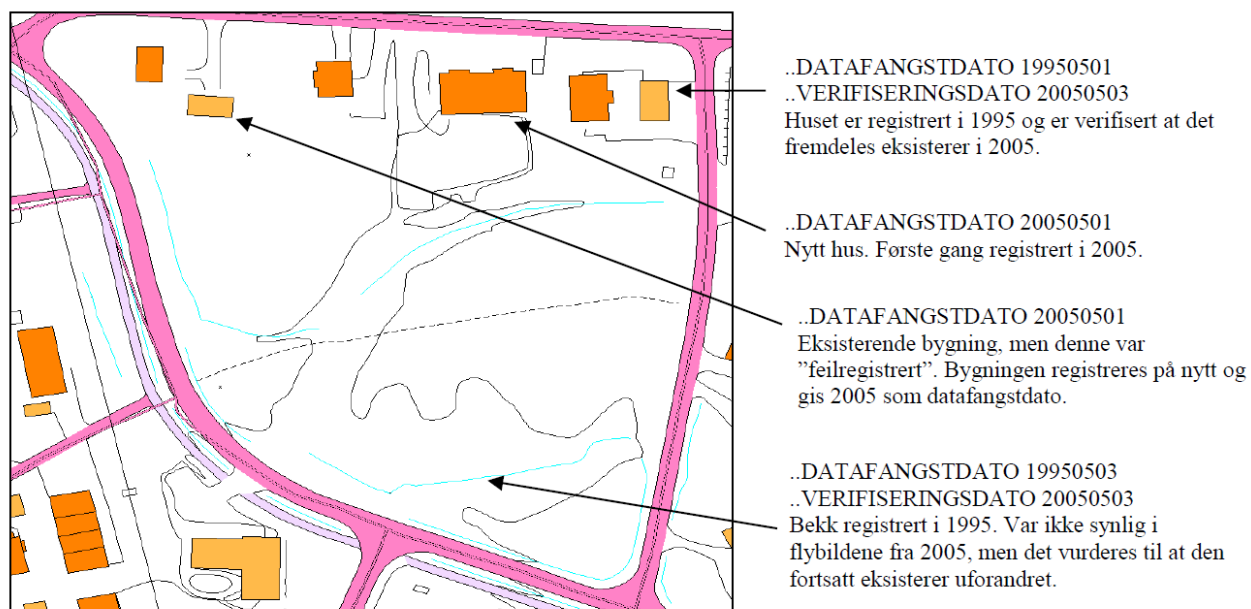 ..DATAFANGSTDATO 19950501
..VERIFISERINGSDATO 20050503
Huset er registrert i 1995 og er verifisert at det
fremdeles eksisterer i 2005.
..DATAFANGSTDATO 20050501
Nytt hus. Første gang registrert i 2005.
..DATAFANGSTDATO 20050501
Eksisterende bygning, men denne var
”feilregistrert”. Bygningen registreres på nytt og
gis 2005 som datafangstdato.
..DATAFANGSTDATO 19950503
..VERIFISERINGSDATO 20050503
Bekk registrert i 1995. Var ikke synlig i
flybildene fra 2005, men det vurderes til at den
fortsatt eksisterer uforandret.